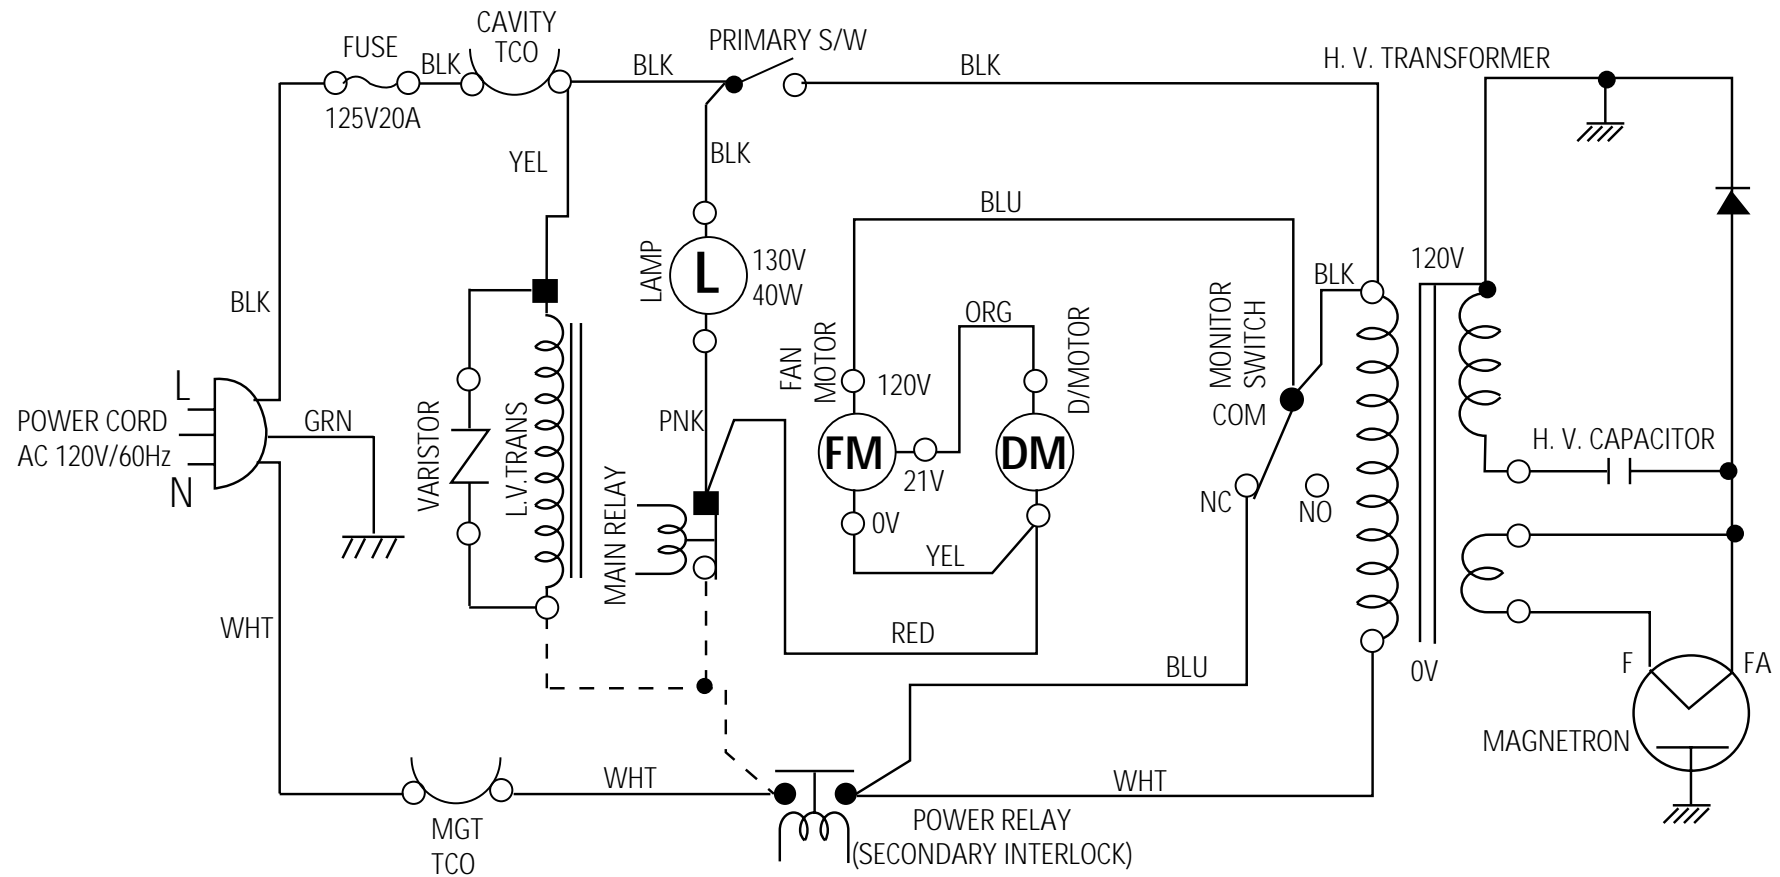 CAVITY
TCO
FUSE
BLK
125V20A
BLK
PRIMARY S/W
BLK
H. V. TRANSFORMER
YEL
BLK
BLU
LAMP
L
130V
40W
120V
BLK
BLK
MONITOR
SWITCH
ORG
FAN
MOTOR
D/MOTOR
120V
L
POWER CORD
AC 120V/60Hz
N
GRN
VARISTOR
L.V.TRANS
PNK
COM
FM
DM
21V
H. V. CAPACITOR
NC
NO
0V
MAIN RELAY
YEL
WHT
RED
BLU
0V
F
FA
MAGNETRON
WHT
WHT
MGT
TCO
POWER RELAY
(SECONDARY INTERLOCK)